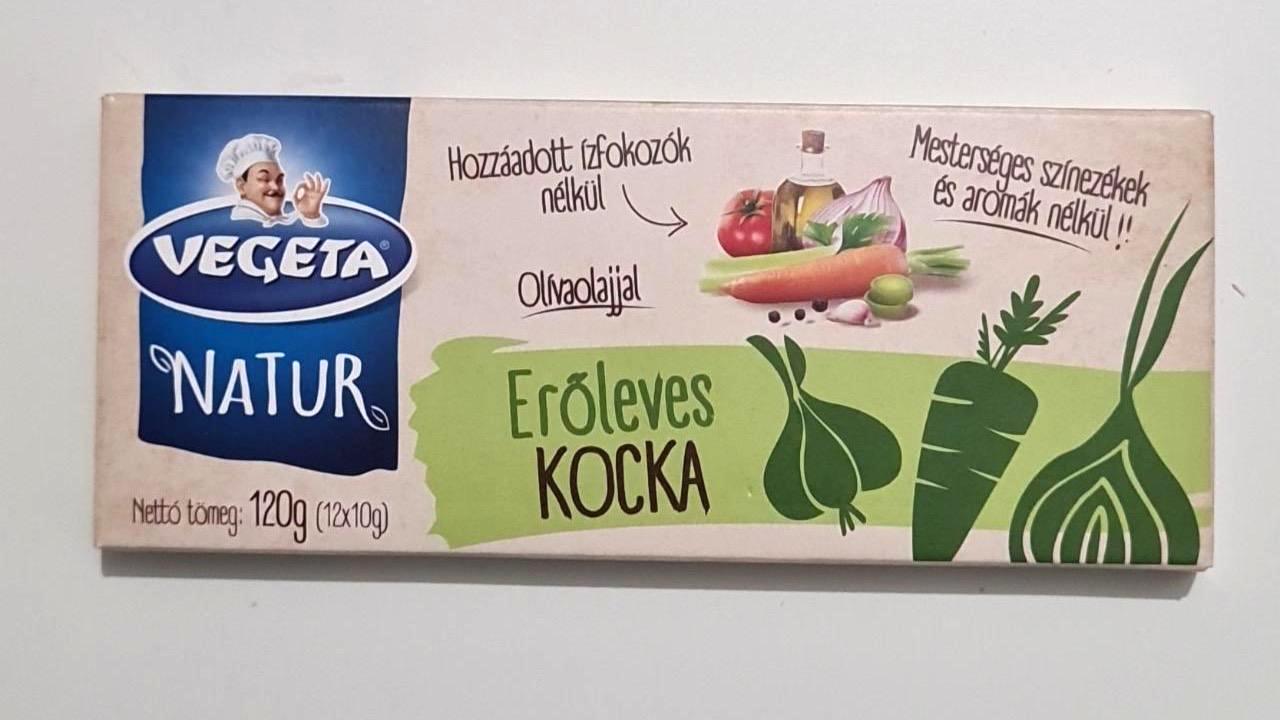 VEGETA®
NATUR
Nettó tömeg: 120g (12x10g)
Hozzáadott ízfokozók
nélkül
Olívaolajjal
Mesterséges színezékek
és aromák nélkül!!
Erőleves
KOCKA